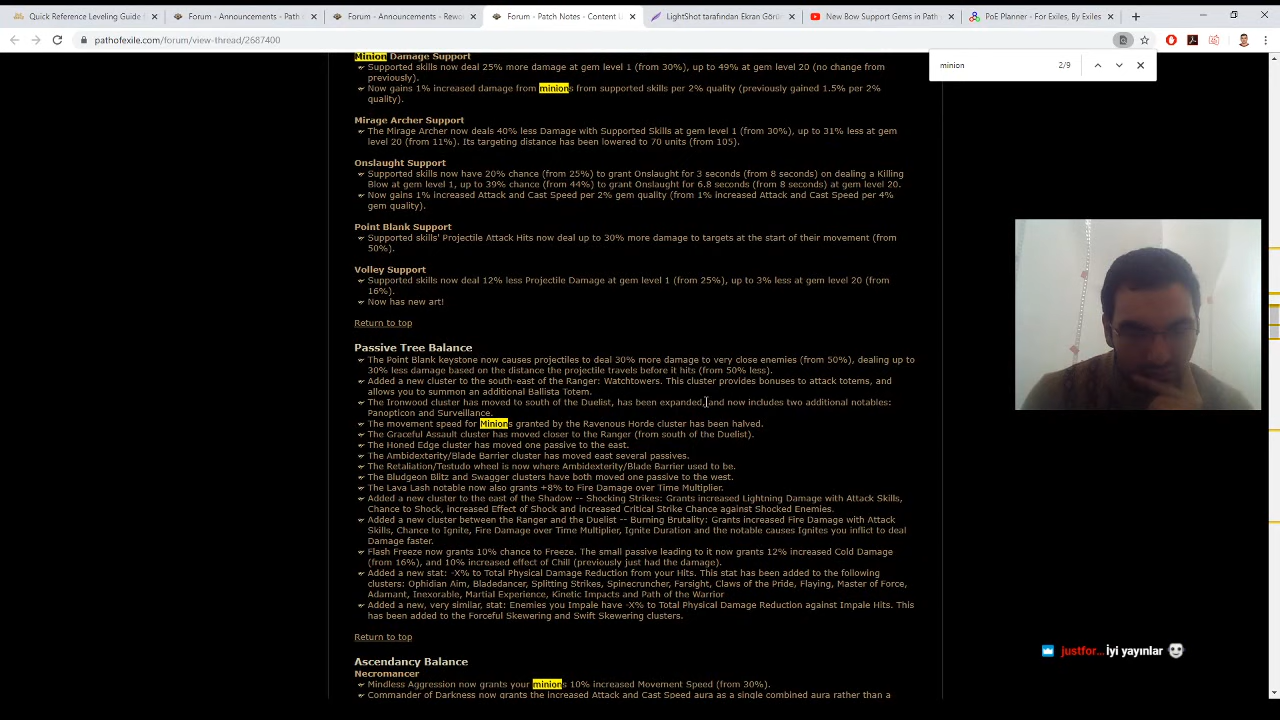 Quick Reference Leveling Guide
Forum - Announcements - Path
Forum - Announcements - Rewo
Forum - Patch Notes - Content
LightShot tarafından Ekran Görü
New Bow Support Gems in Path
PoE Planner - For Exiles, By Exiles
pathofexile.com/forum/view-thread/2687400
minion
2/9
Minion Damage Support
Supported skills now deal 25% more damage at gem level 1 (from 30%), up to 49% at gem level 20 (no change from
previously).
Now gains 1% increased damage from minions from supported skills per 2% quality (previously gained 1.5% per 2%
quality).
Mirage Archer Support
The Mirage Archer now deals 40% less Damage with Supported Skills at gem level 1 (from 30%), up to 31% less at gem
level 20 (from 11%). Its targeting distance has been lowered to 70 units (from 105).
Onslaught Support
Supported skills now have 20% chance (from 25%) to grant Onslaught for 3 seconds (from 8 seconds) on dealing a Killing
Blow at gem level 1, up to 39% chance (from 44%) to grant Onslaught for 6.8 seconds (from 8 seconds) at gem level 20.
Now gains 1% increased Attack and Cast Speed per 2% gem quality (from 1% increased Attack and Cast Speed per 4%
gem quality).
Point Blank Support
Supported skills' Projectile Attack Hits now deal up to 30% more damage to targets at the start of their movement (from
50%).
Volley Support
Supported skills now deal 12% less Projectile Damage at gem level 1 (from 25%), up to 3% less at gem level 20 (from
16%).
Now has new art!
Return to top
Passive Tree Balance
The Point Blank keystone now causes projectiles to deal 30% more damage to very close enemies (from 50%), dealing up to
30% less damage based on the distance the projectile travels before it hits (from 50% less).
Added a new cluster to the south-east of the Ranger: Watchtowers. This cluster provides bonuses to attack totems, and
allows you to summon an additional Ballista Totem.
The Ironwood cluster has moved to south of the Duelist, has been expanded, and now includes two additional notables:
Panopticon and Surveillance.
The movement speed for Minions granted by the Ravenous Horde cluster has been halved.
The Graceful Assault cluster has moved closer to the Ranger (from south of the Duelist).
The Honed Edge cluster has moved one passive to the east.
The Ambidexterity/Blade Barrier cluster has moved east several passives.
The Retaliation/Testudo wheel is now where Ambidexterity/Blade Barrier used to be.
The Bludgeon Blitz and Swagger clusters have both moved one passive to the west.
The Lava Lash notable now also grants +8% to Fire Damage over Time Multiplier.
Added a new cluster to the east of the Shadow -- Shocking Strikes: Grants increased Lightning Damage with Attack Skills,
Chance to Shock, increased Effect of Shock and increased Critical Strike Chance against Shocked Enemies.
Added a new cluster between the Ranger and the Duelist -- Burning Brutality: Grants increased Fire Damage with Attack
Skills, Chance to Ignite, Fire Damage over Time Multiplier, Ignite Duration and the notable causes Ignites you inflict to deal
Damage faster.
Flash Freeze now grants 10% chance to Freeze. The small passive leading to it now grants 12% increased Cold Damage
(from 16%), and 10% increased effect of Chill (previously just had the damage).
Added a new stat: -X% to Total Physical Damage Reduction from your Hits. This stat has been added to the following
clusters: Ophidian Aim, Bladedancer, Splitting Strikes, Spinecruncher, Farsight, Claws of the Pride, Flaying, Master of Force,
Adamant, Inexorable, Martial Experience, Kinetic Impacts and Path of the Warrior
Added a new, very similar, stat: Enemies you Impale have -X% to Total Physical Damage Reduction against Impale Hits. This
has been added to the Forceful Skewering and Swift Skewering clusters.
Return to top
justfor... İyi yayınlar
Ascendancy Balance
Necromancer
Mindless Aggression now grants your minions 10% increased Movement Speed (from 30%).
Commander of Darkness now grants the increased Attack and Cast Speed aura as a single combined aura rather than a